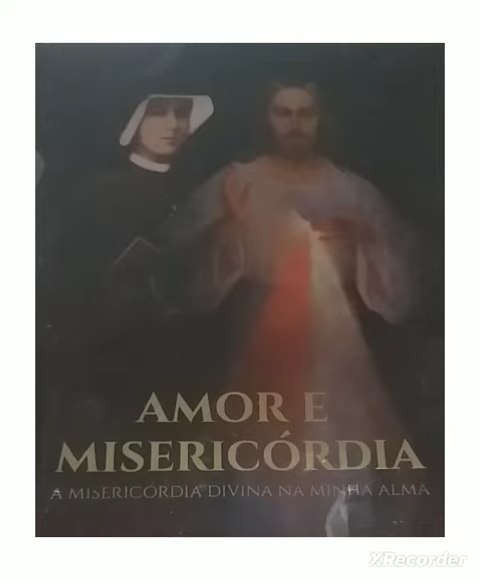 AMOR E
MISERICÓRDIA
A MISERICÓRDIA DIVINA NA MINHA ALMA
XRecorder